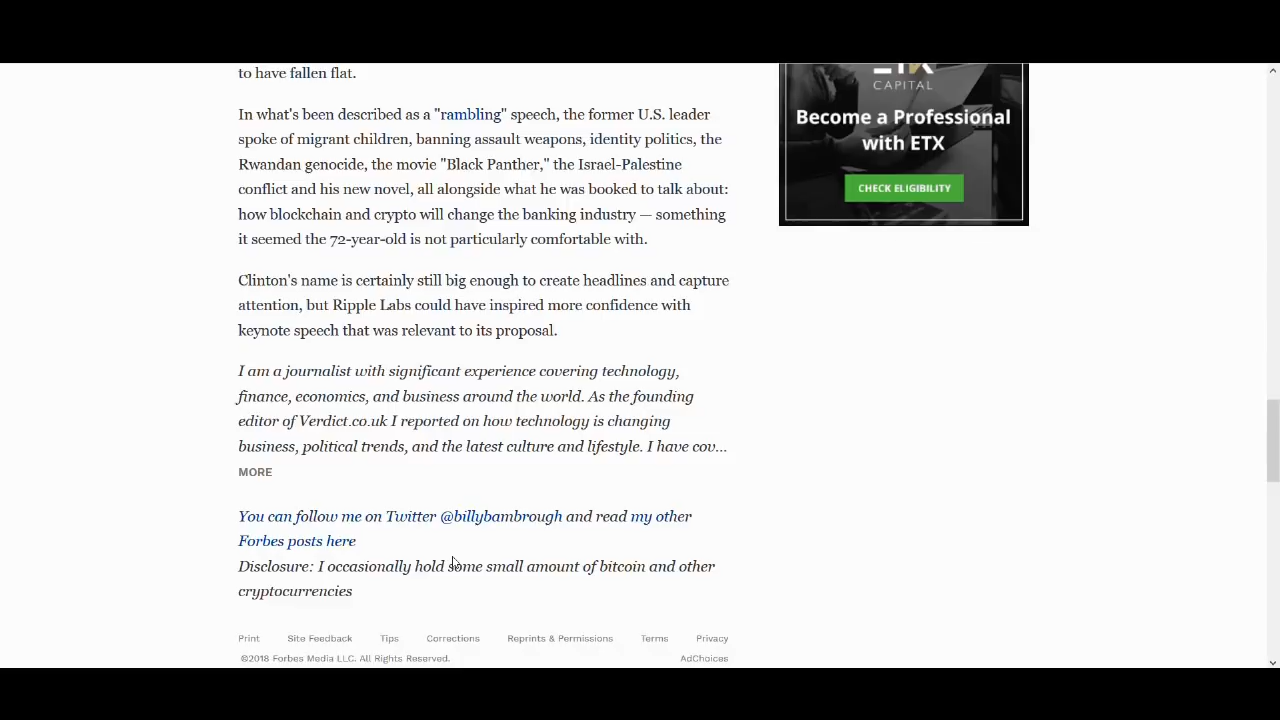 to have fallen flat.
In what's been described as a "rambling" speech, the former U.S. leader
spoke of migrant children, banning assault weapons, identity politics, the
Rwandan genocide, the movie "Black Panther," the Israel-Palestine
conflict and his new novel, all alongside what he was booked to talk about:
how blockchain and crypto will change the banking industry — something
it seemed the 72-year-old is not particularly comfortable with.
Clinton's name is certainly still big enough to create headlines and capture
attention, but Ripple Labs could have inspired more confidence with
keynote speech that was relevant to its proposal.
I am a journalist with significant experience covering technology,
finance, economics, and business around the world. As the founding
editor of Verdict.co.uk I reported on how technology is changing
business, political trends, and the latest culture and lifestyle. I have cov...
MORE
You can follow me on Twitter @billybambrough and read my other
Forbes posts here
Disclosure: I occasionally hold some small amount of bitcoin and other
cryptocurrencies
Print Site Feedback Tips Corrections Reprints & Permissions Terms Privacy
©2018 Forbes Media LLC. All Rights Reserved. AdChoices
ETX
CAPITAL
Become a Professional
with ETX
CHECK ELIGIBILITY